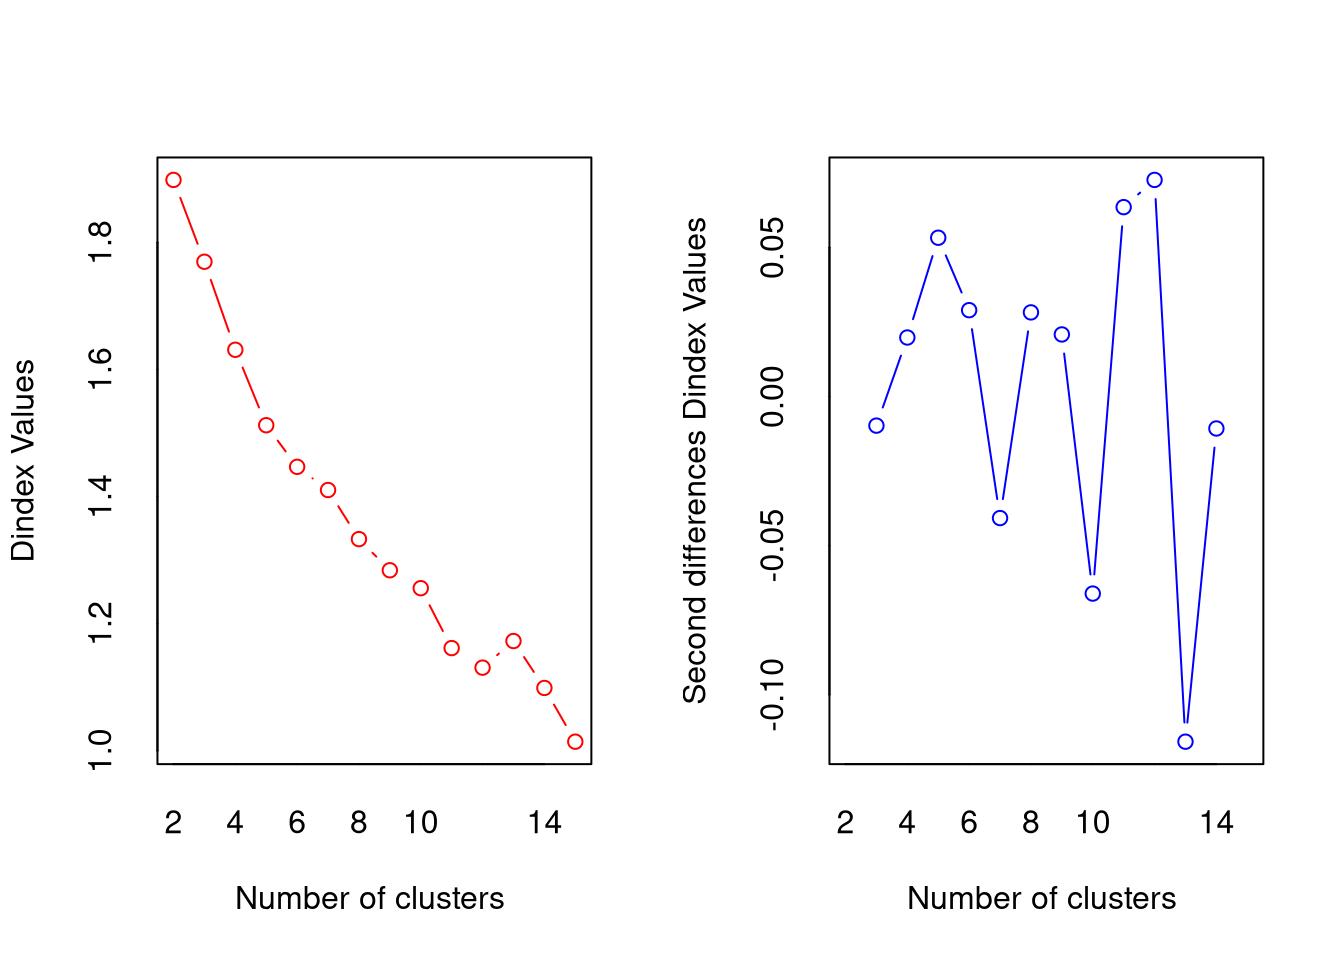 Dindex Values
1.0 1.2 1.4 1.6 1.8
2 4 6 8 10 14
Number of clusters
Second differences Dindex Values
-0.10 -0.05 0.00 0.05
2 4 6 8 10 14
Number of clusters